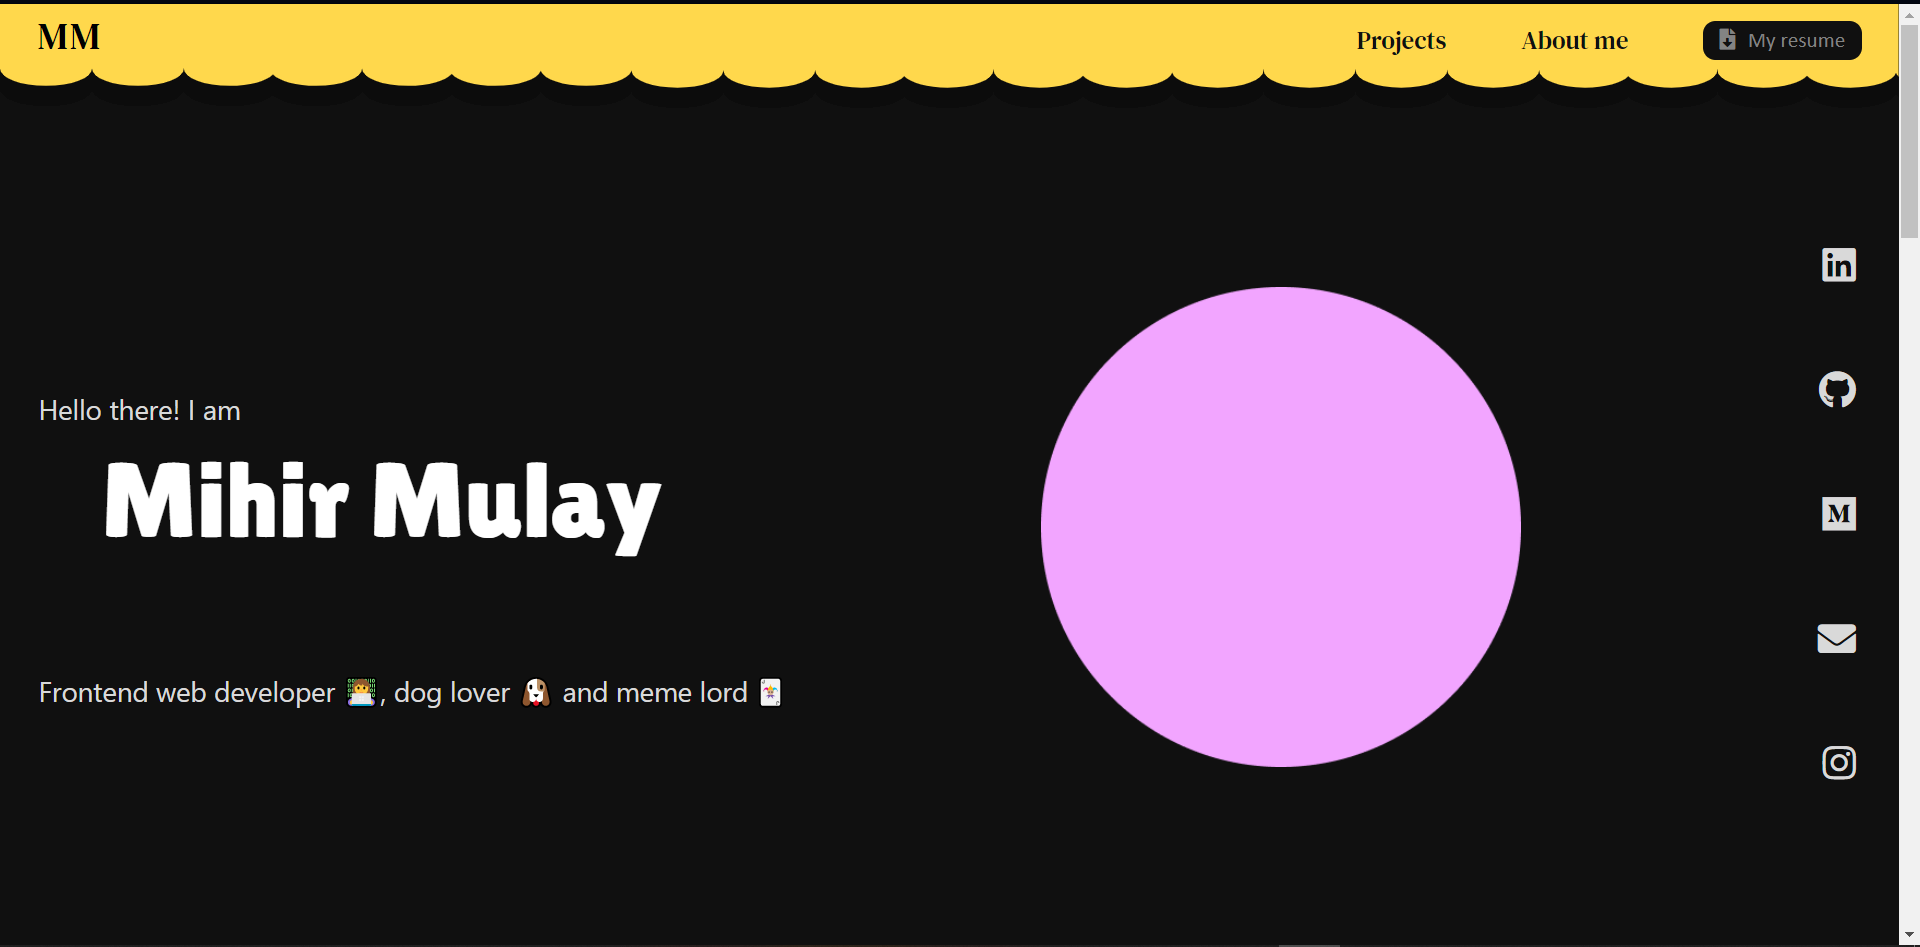 MM
Projects
About me
My resume
Hello there! I am
Mihir Mulay
Frontend web developer 👨‍💻, dog lover 🐶 and meme lord 🃏
in
M